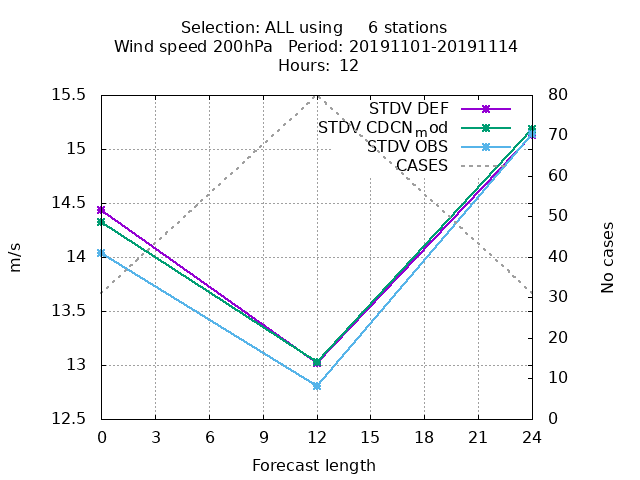 Selection: ALL using 6 stations
Wind speed 200hPa Period: 20191101-20191114
Hours: 12
15.5
15
14.5
14
13.5
13
12.5
m/s
STDV DEF
STDV CDCNmod
STDV OBS
CASES
80
70
60
50
40
30
20
10
0
No cases
0 3 6 9 12 15 18 21 24
Forecast length